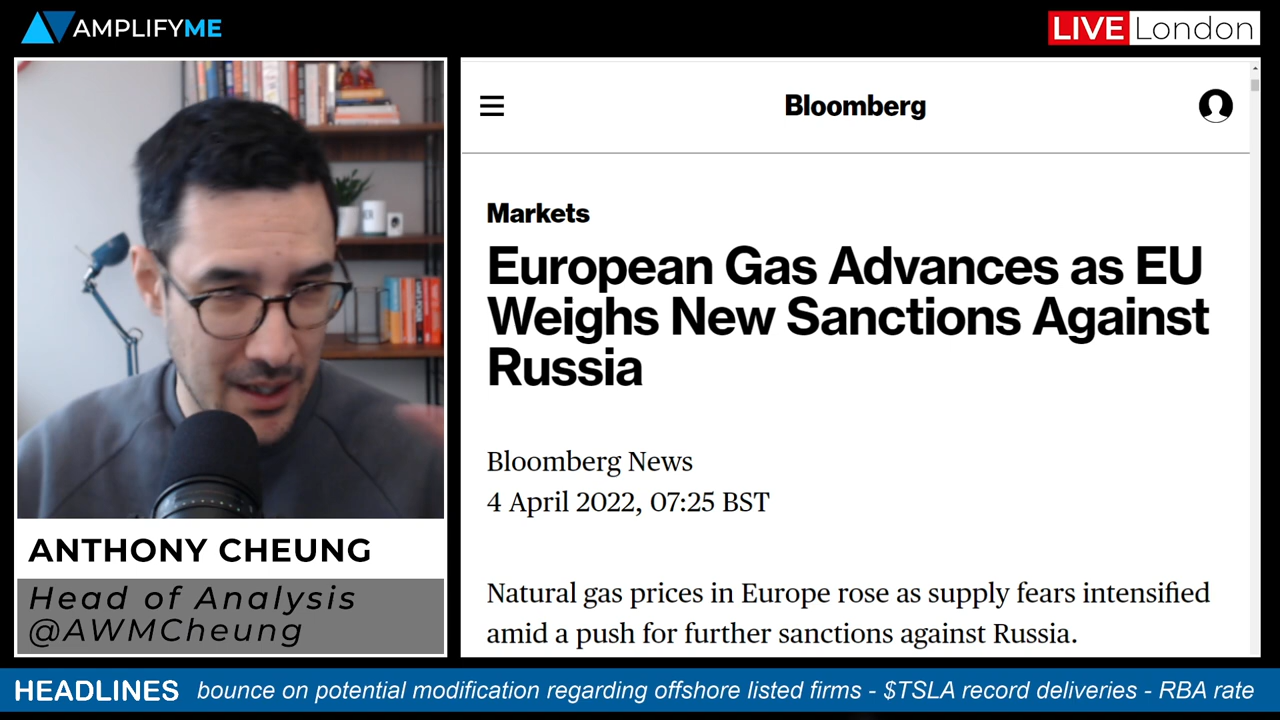 AMPLIFYME
LIVE London
Bloomberg
Markets
European Gas Advances as EU
Weighs New Sanctions Against
Russia
Bloomberg News
4 April 2022, 07:25 BST
Natural gas prices in Europe rose as supply fears intensified
amid a push for further sanctions against Russia.
ANTHONY CHEUNG
Head of Analysis
@AWMCheung
HEADLINES bounce on potential modification regarding offshore listed firms - $TSLA record deliveries - RBA rate